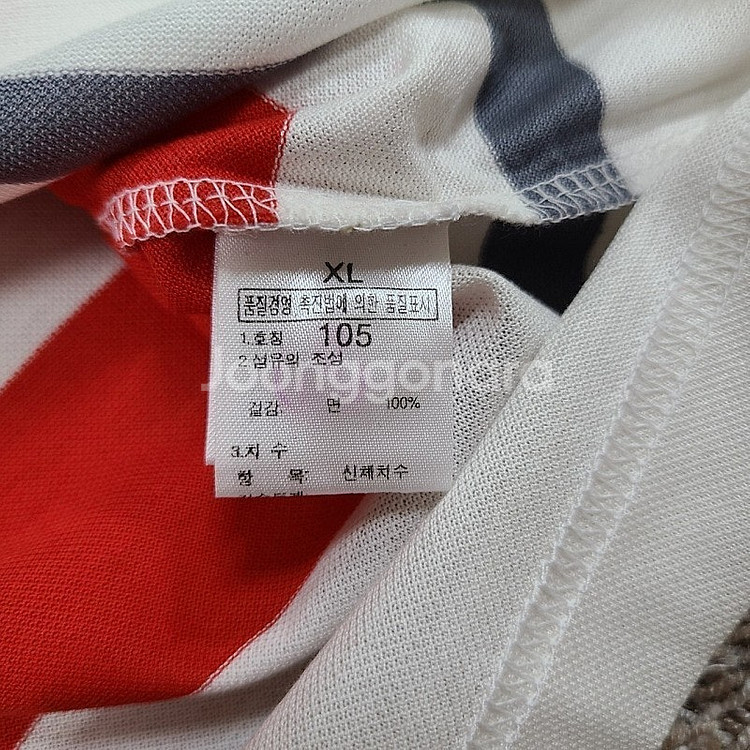 XL
품질경영 촉진법에 의한 품질표시
1.호칭 105
2.섬유의 조성
Joonggonara
겉감: 면 100%
3.치 수
항 목: 신체치수